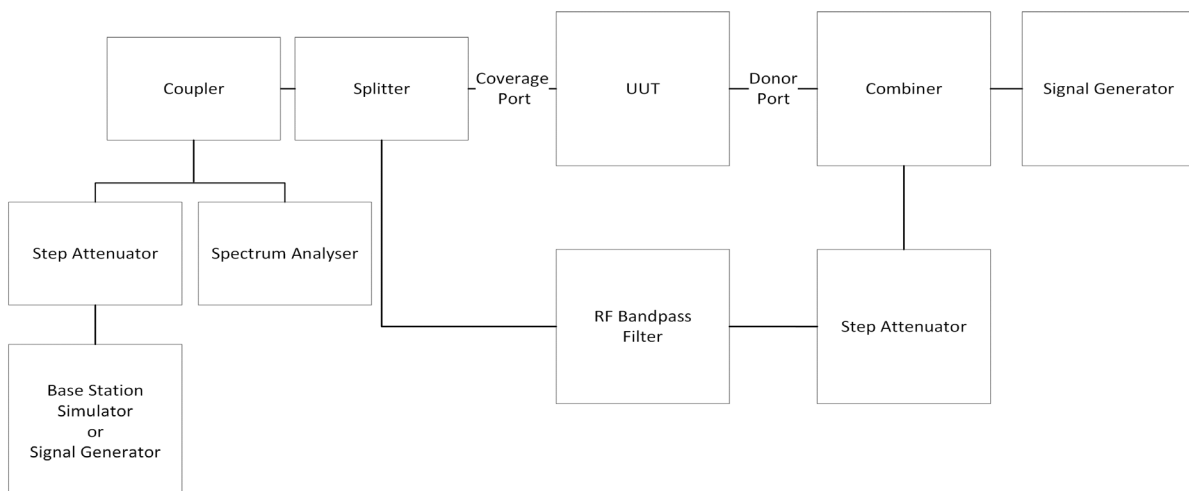 Coupler
Splitter
Coverage
Port
UUT
Donor
Port
Combiner
Signal Generator
Step Attenuator
Spectrum Analyser
RF Bandpass
Filter
Step Attenuator
Base Station
Simulator
or
Signal Generator